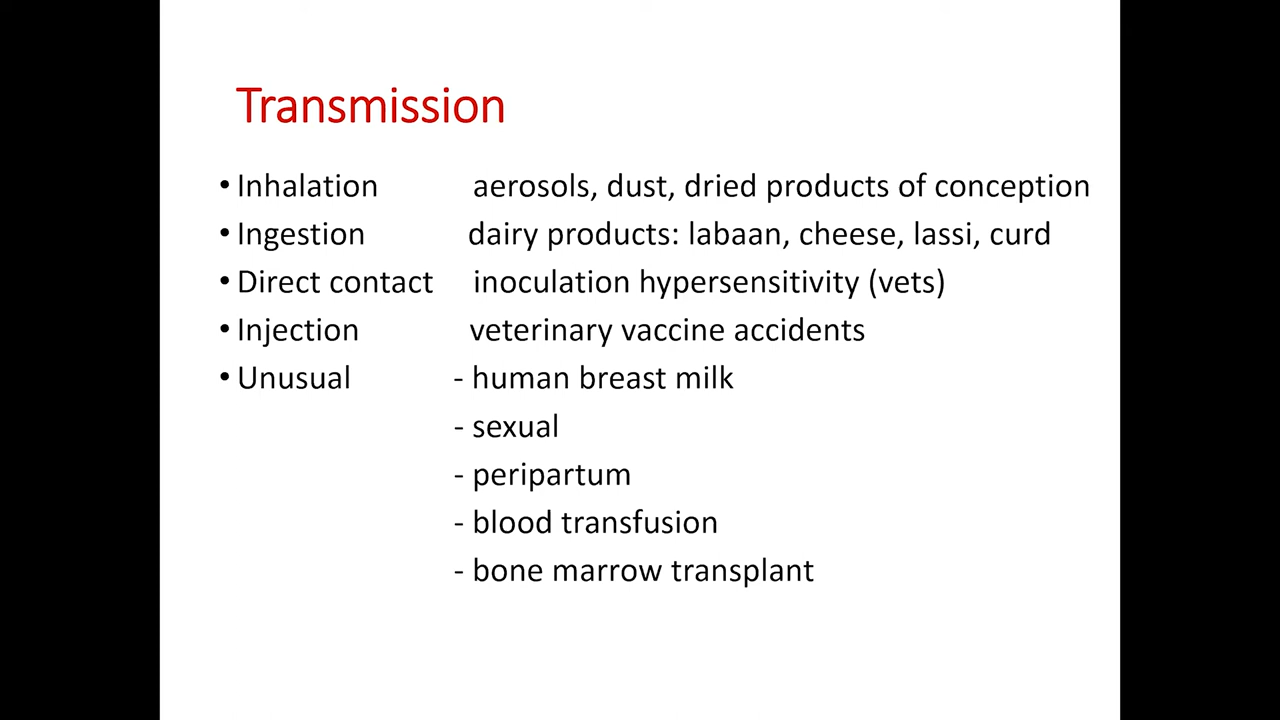 Transmission
• Inhalation aerosols, dust, dried products of conception
• Ingestion dairy products: labaan, cheese, lassi, curd
• Direct contact inoculation hypersensitivity (vets)
• Injection veterinary vaccine accidents
• Unusual - human breast milk
- sexual
- peripartum
- blood transfusion
- bone marrow transplant